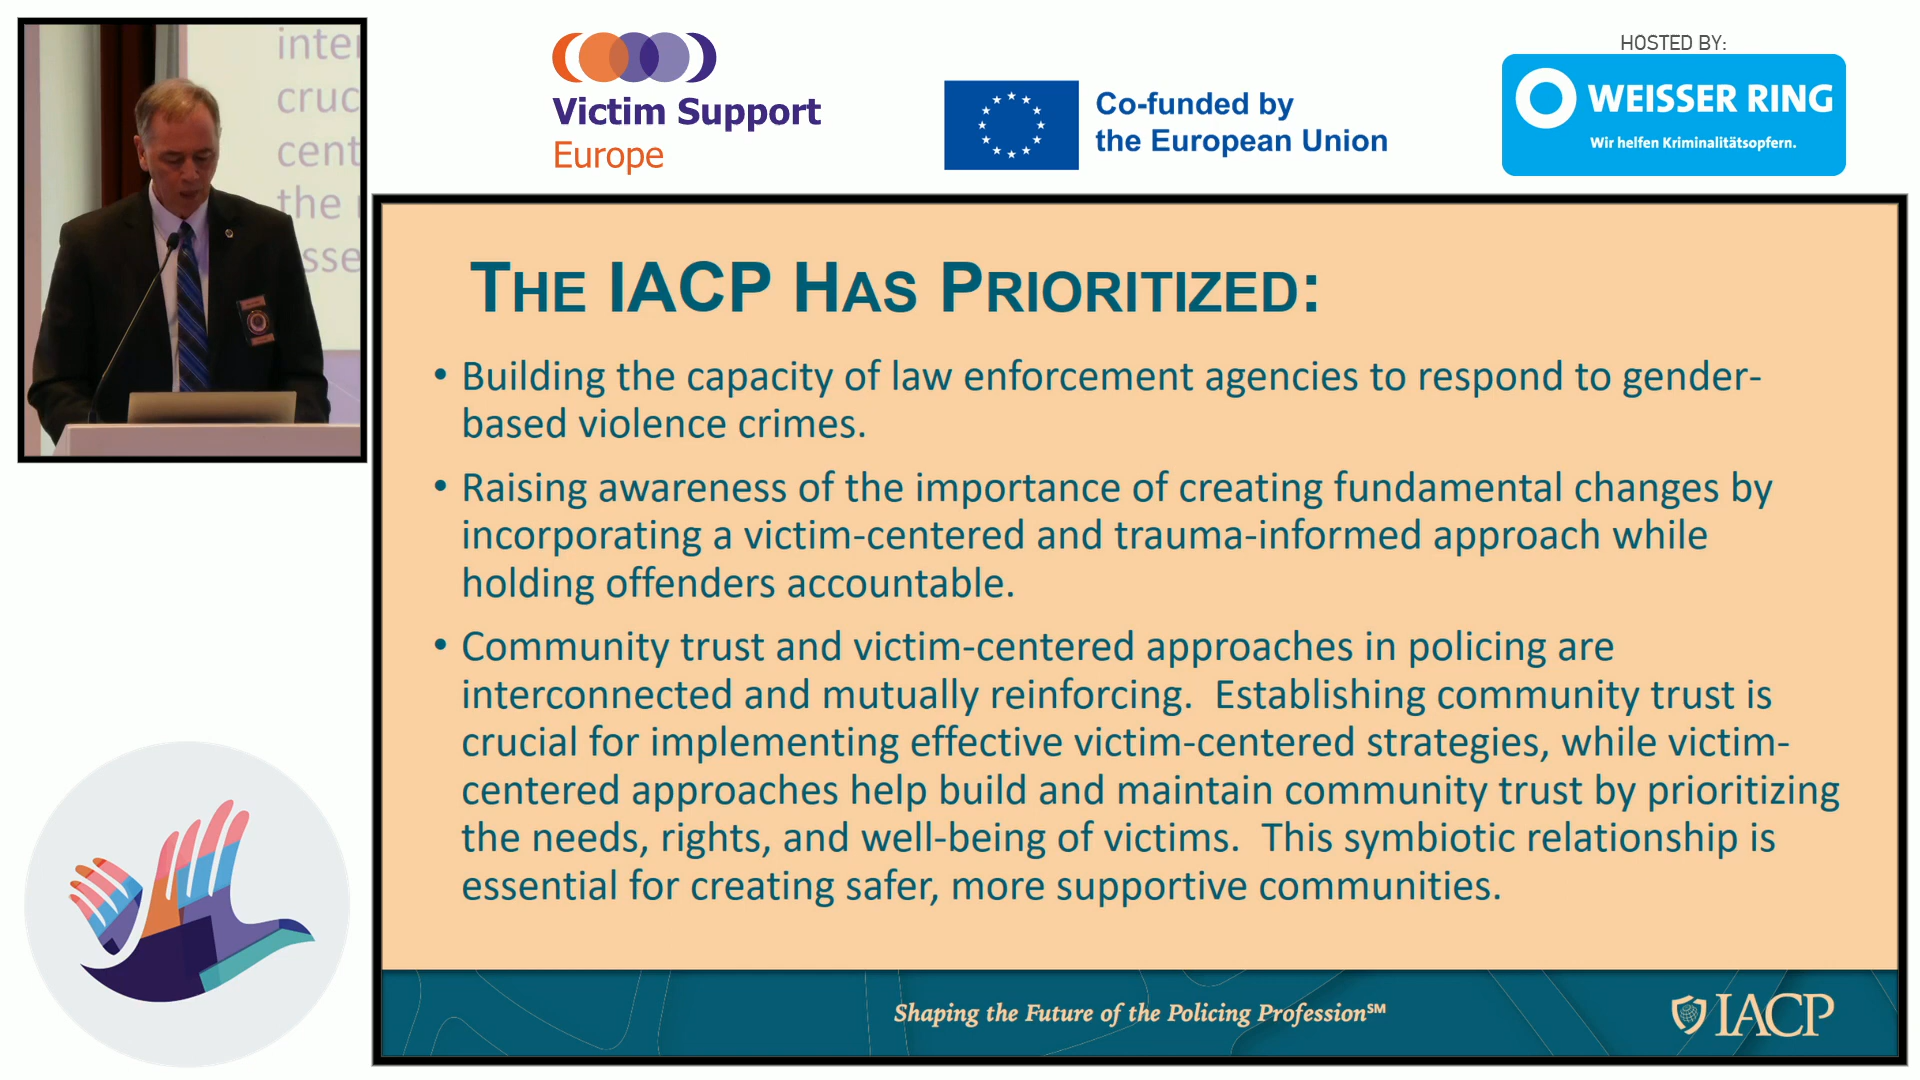 inter
cruc
cent
the
sse
Victim Support
Europe
Co-funded by
the European Union
HOSTED BY:
WEISSER RING
Wir helfen Kriminalitätsopfern.
THE IACP HAS PRIORITIZED:
• Building the capacity of law enforcement agencies to respond to gender-
based violence crimes.
• Raising awareness of the importance of creating fundamental changes by
incorporating a victim-centered and trauma-informed approach while
holding offenders accountable.
• Community trust and victim-centered approaches in policing are
interconnected and mutually reinforcing.  Establishing community trust is
crucial for implementing effective victim-centered strategies, while victim-
centered approaches help build and maintain community trust by prioritizing
the needs, rights, and well-being of victims.  This symbiotic relationship is
essential for creating safer, more supportive communities.
Shaping the Future of the Policing Profession℠
IACP